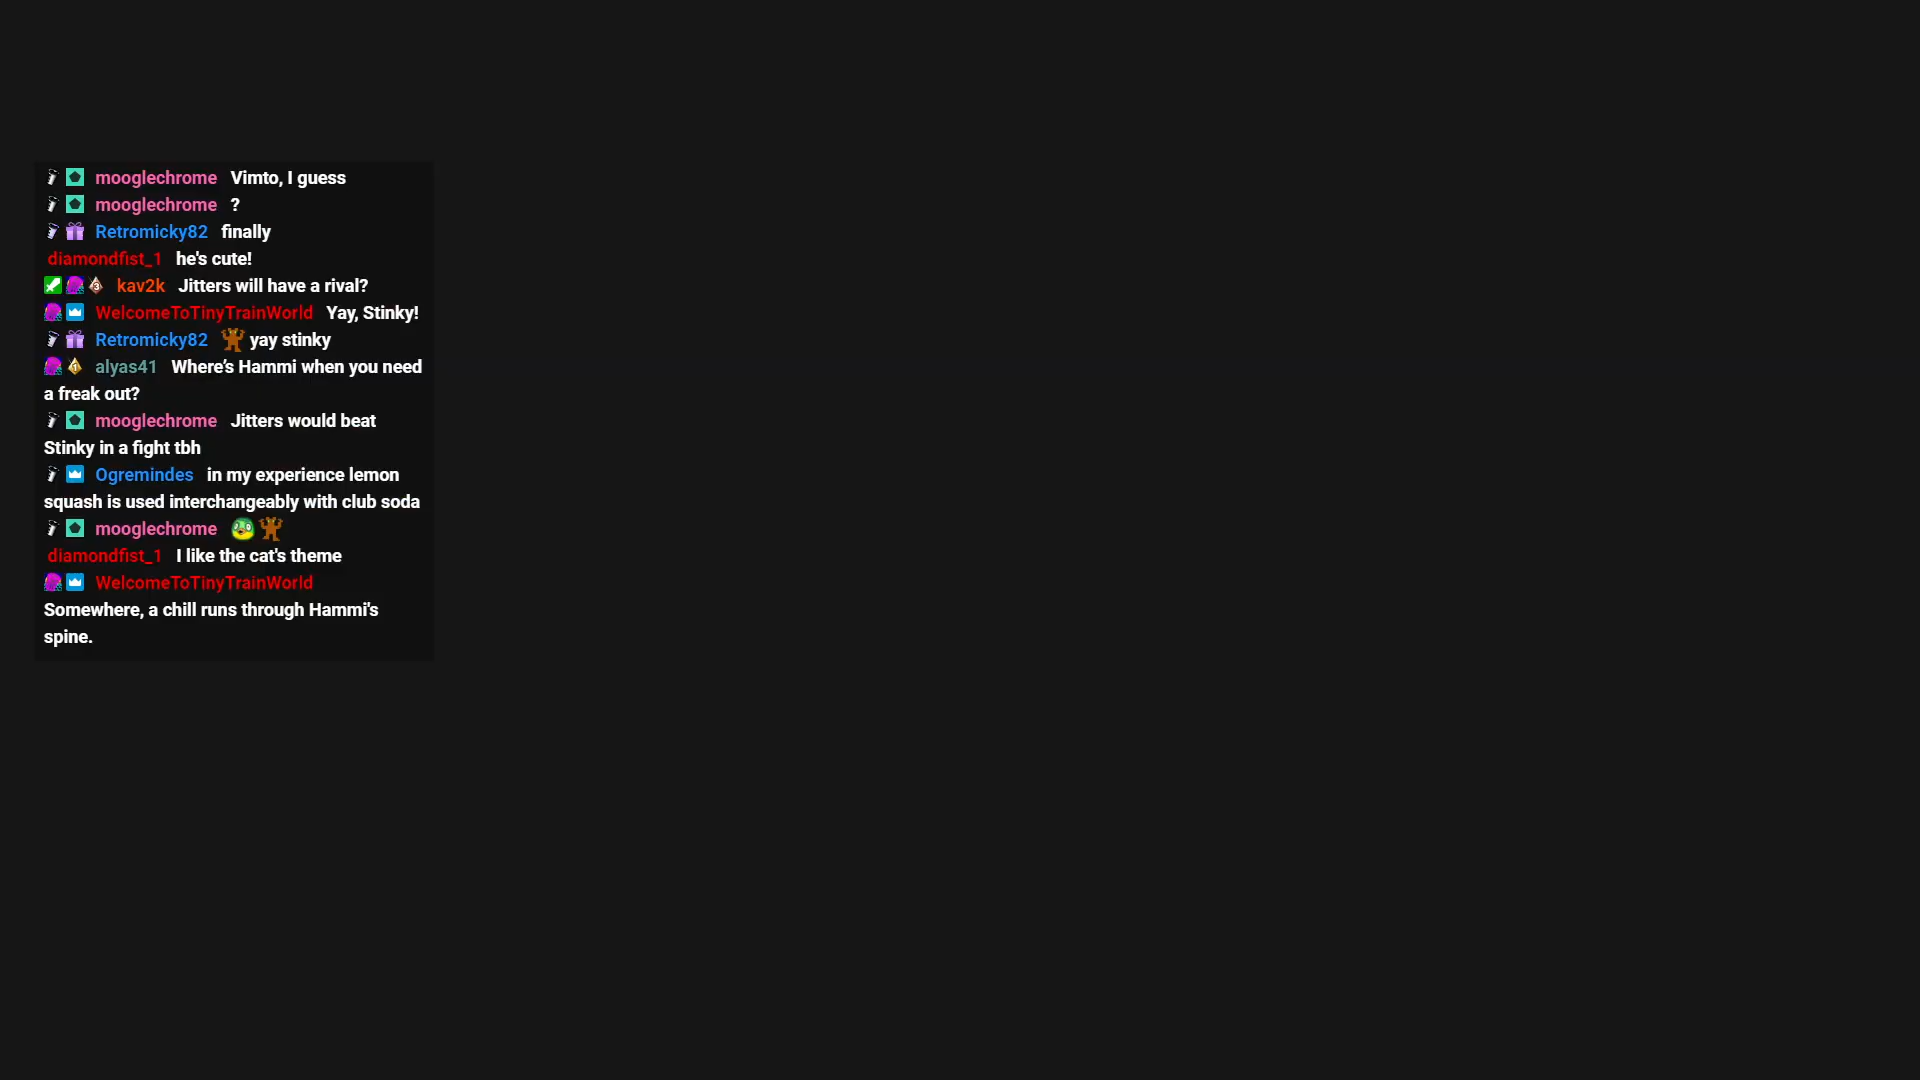 mooglechrome Vimto, I guess
mooglechrome ?
Retromicky82 finally
diamondfist_1 he's cute!
kav2k Jitters will have a rival?
WelcomeToTinyTrainWorld Yay, Stinky!
Retromicky82 yay stinky
alyas41 Where's Hammi when you need
a freak out?
mooglechrome Jitters would beat
Stinky in a fight tbh
Ogremindes in my experience lemon
squash is used interchangeably with club soda
mooglechrome
diamondfist_1 I like the cat's theme
WelcomeToTinyTrainWorld
Somewhere, a chill runs through Hammi's
spine.